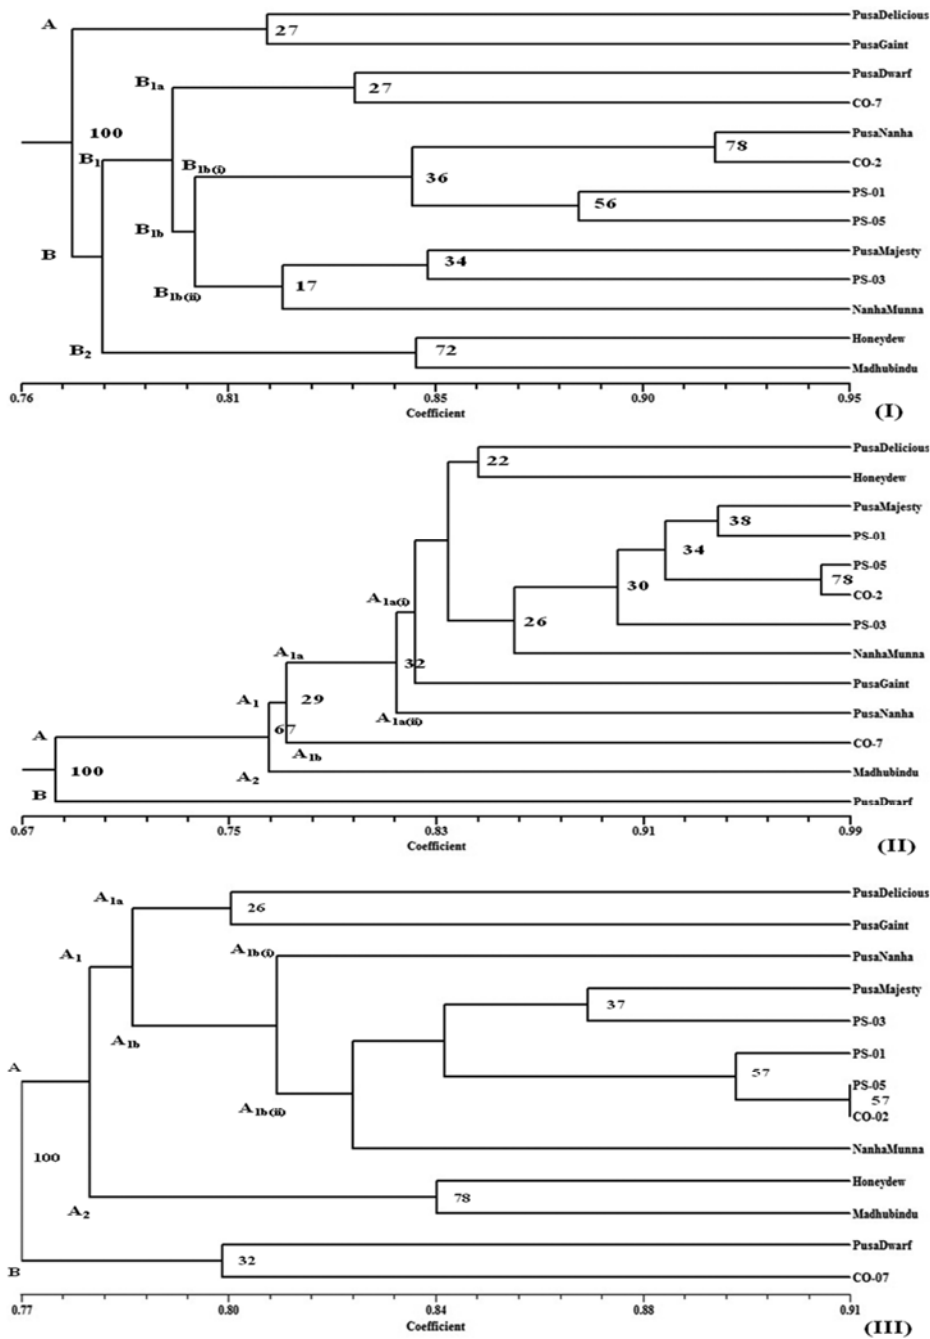 PusaDelicious
A
27
PusaGaint
PusaDwarf
B1a
27
CO-7
100
PusaNanha
78
B1
CO-2
B1b(i)
36
PS-01
56
PS-05
B1b
PusaMajesty
B
34
PS-03
B1b(ii)
17
NanhaMunna
Honeydew
B2
72
Madhubindu
0.76 0.81 0.85 0.90 0.95
Coefficient
(I)
PusaDelicious
22
Honeydew
PusaMajesty
38
PS-01
34
PS-05
78
30
CO-2
A1a(i)
26
PS-03
A1a
NanhaMunna
32
PusaGaint
A1
29
A1a(ii)
PusaNanha
67
A
CO-7
A1b
100
A2
Madhubindu
B
PusaDwarf
0.67 0.75 0.83 0.91 0.99
Coefficient
(II)
PusaDelicious
A1a
26
PusaGaint
A1b(i)
A1
PusaNanha
PusaMajesty
37
PS-03
A1b
PS-01
A
57
PS-05
57
A1b(ii)
CO-02
NanhaMunna
100
Honeydew
78
A2
Madhubindu
PusaDwarf
32
B
CO-07
0.77 0.80 0.84 0.88 0.91
Coefficient
(III)